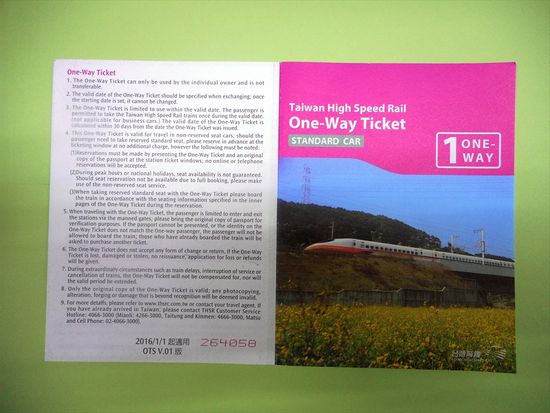 One-Way Ticket
1. The One-Way Ticket can only be used by the individual owner and is not
transferable.
2. The valid date of the One-Way Ticket should be specified when exchanging; once
the starting date is set, it cannot be changed.
3. The One-Way Ticket is limited to use within the valid date. The passenger is
permitted to take the Taiwan High Speed Rail trains once during the valid date.
(not applicable for business cars.) The valid date of the One-Way Ticket is
calculated within 30 days from the date the One-Way Ticket was issued.
4. This One-Way Ticket is valid for travel in non-reserved seat cars; should the
passenger need to take reserved standard seat, please reserve in advance at the
ticketing window at no additional charge, however the following must be noted:
(1)Reservations must be made by presenting the One-Way Ticket and an original
copy of the passport at the station ticket windows; no online or telephone
reservations will be accepted.
(2)During peak hours or national holidays, seat availability is not guaranteed.
Should seat reservation not be available due to full booking, please make
use of the non-reserved seat service.
(3)When taking reserved standard seat with the One-Way Ticket please board
the train in accordance with the seating information specified in the inner
pages of the One-Way Ticket during the reservation.
5. When traveling with the One-Way Ticket, the passenger is limited to enter and exit
the stations via the manned gates; please bring the original copy of passport for
verification purposes. If the passport cannot be presented, or the identity on the
One-Way Ticket does not match the one-way passenger, the passenger will not be
allowed to board the train; those who have already boarded the train will be
asked to purchase another ticket.
6. The One-Way Ticket does not accept any form of change or return. If the One-Way
Ticket is lost, damaged or stolen, no reissuance, application for loss or refunds
will be given.
7. During extraordinary circumstances such as train delays, interruption of service or
cancellation of trains, the One-Way Ticket will not be compensated for, nor will
the valid period be extended.
8. Only the original copy of the One-Way Ticket is valid; any photocopying,
alteration, forging or damage that is beyond recognition will be deemed invalid.
9. For more details, please refer to www.thsrc.com.tw or contact your travel agent. If
you have already arrived in Taiwan, please contact THSR Customer Service
Hotline: 4066-3000 (Miaoli: 4266-3000, Taitung and Kinmen: 4666-3000, Matsu
and Cell Phone: 02-4066-3000).
2016/1/1 起適用
OTS V.01 版
264058
Taiwan High Speed Rail
One-Way Ticket
STANDARD CAR
1 ONE-
WAY
台灣高鐵